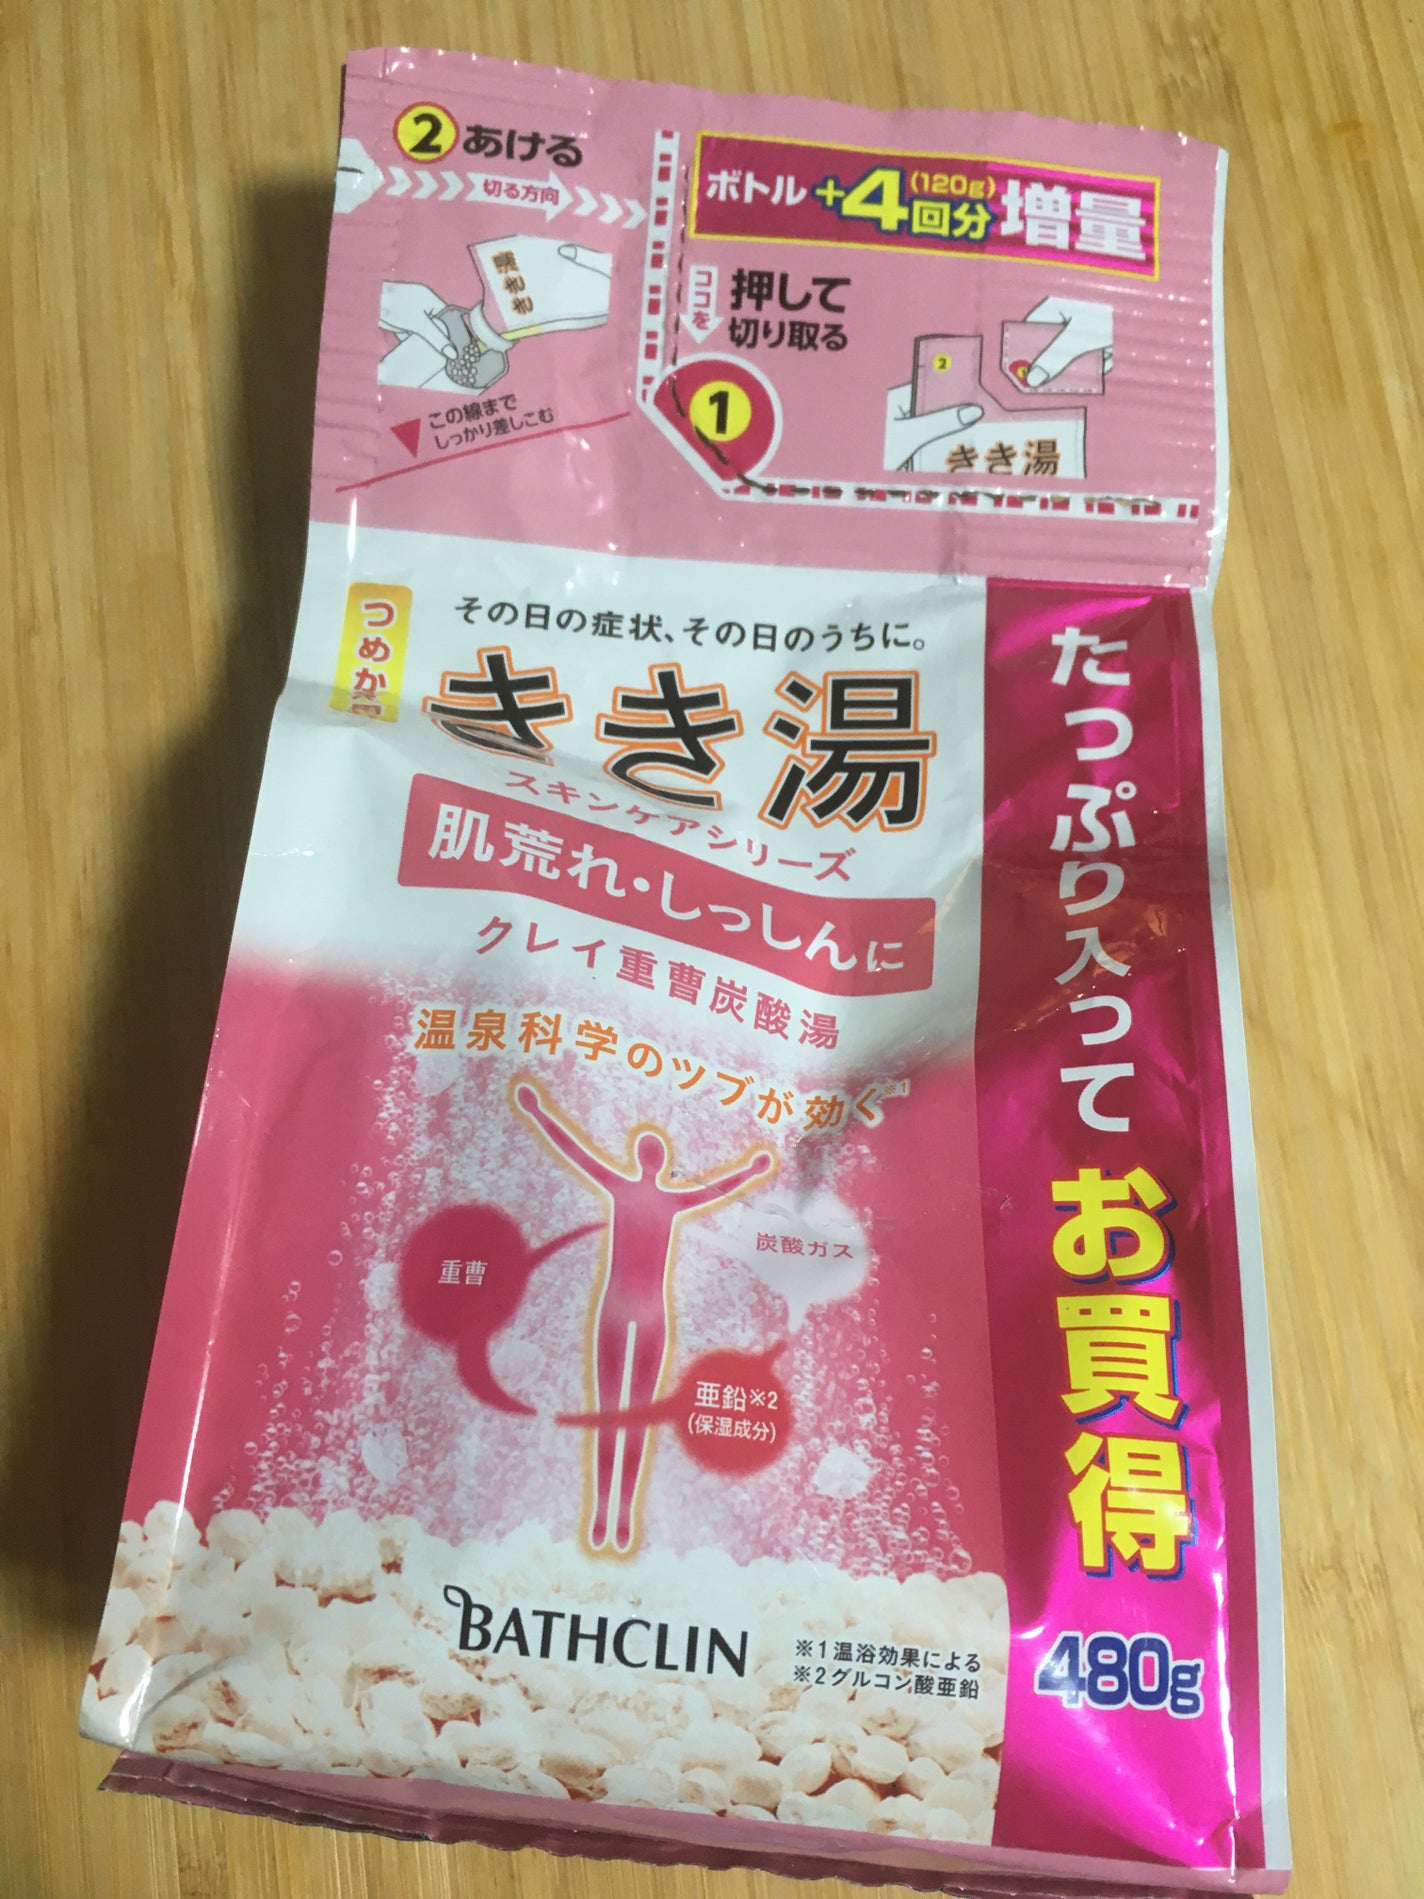 2 あける
切る方向
きき湯
この線まで
しっかり差しこむ
ボトル+4回分(120g)増量
ココを
押して
切り取る
1
2
1
きき湯
つめかえ用
その日の症状、その日のうちに。
きき湯
スキンケアシリーズ
肌荒れ・しっしんに
クレイ重曹炭酸湯
温泉科学のツブが効く※1
重曹
炭酸ガス
亜鉛※2
(保湿成分)
BATHCLIN
※1温浴効果による
※2グルコン酸亜鉛
たっぷり入って
お買得
480g